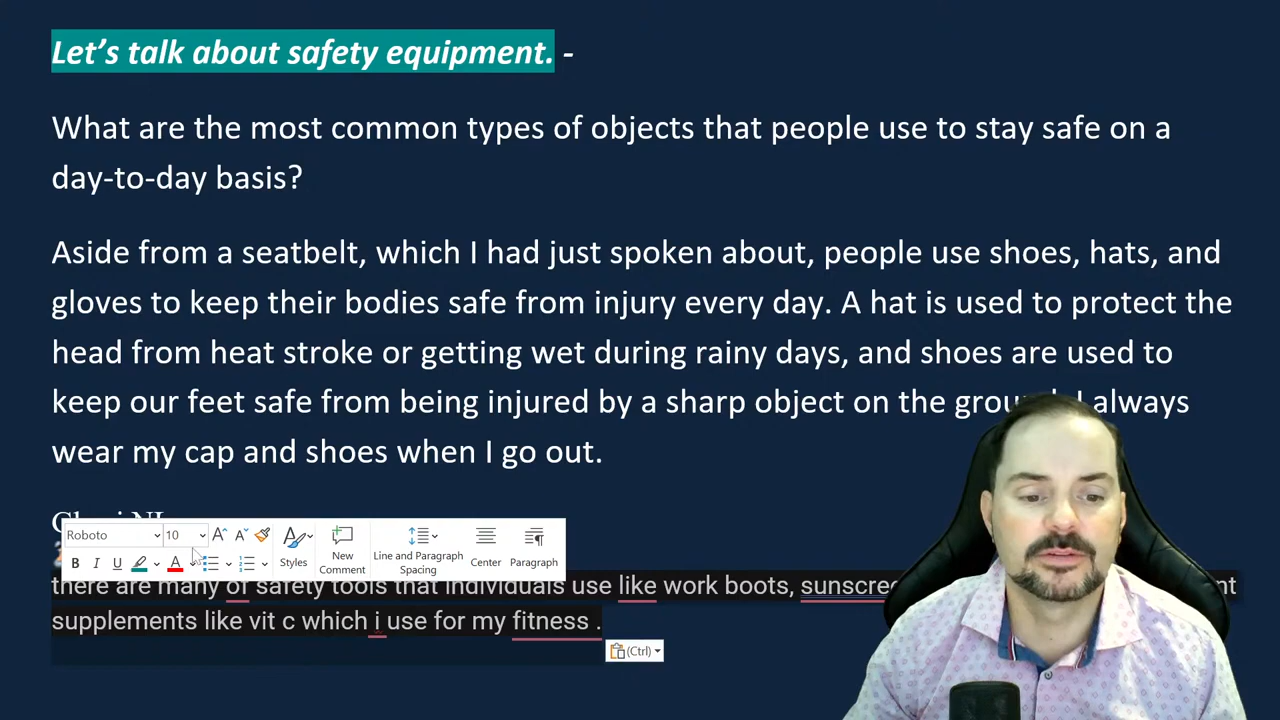 Let's talk about safety equipment. -
What are the most common types of objects that people use to stay safe on a
day-to-day basis?
Aside from a seatbelt, which I had just spoken about, people use shoes, hats, and
gloves to keep their bodies safe from injury every day. A hat is used to protect the
head from heat stroke or getting wet during rainy days, and shoes are used to
keep our feet safe from being injured by a sharp object on the I always
wear my cap and shoes when I go out.
Roboto 10 Styles New Comment Line and Paragraph Spacing Center Paragraph
B I U A
there are many of safety tools that individuals use like work boots,
supplements like vit c which i use for my fitness .
(Ctrl)